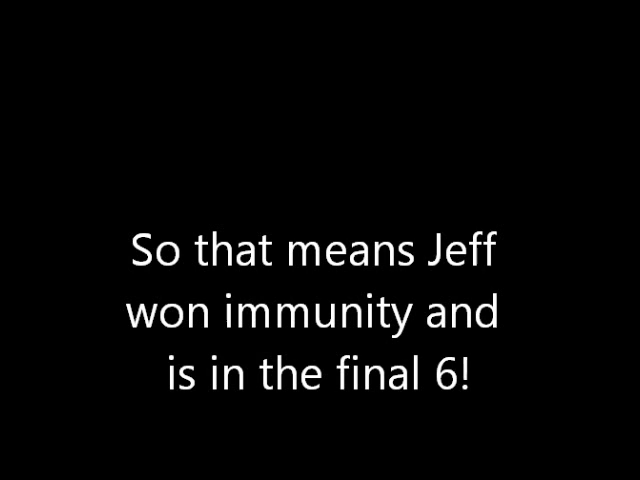 So that means Jeff
won immunity and
is in the final 6!